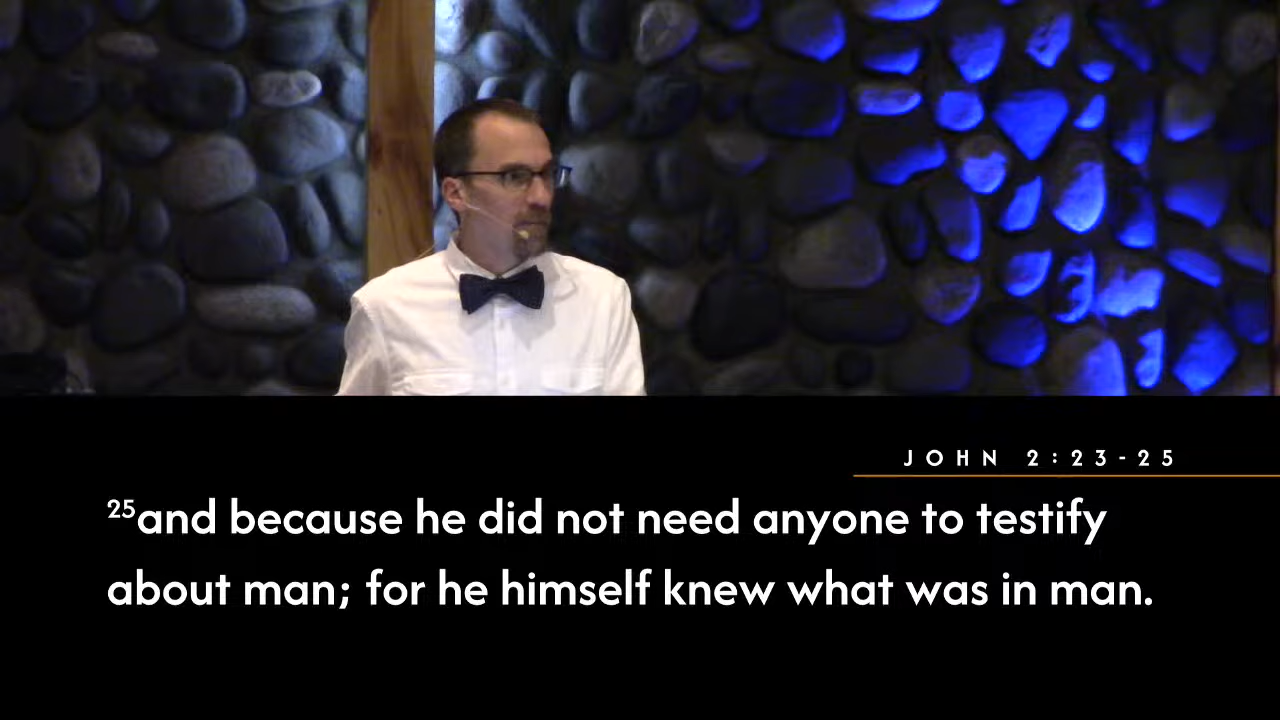 JOHN 2:23-25
25and because he did not need anyone to testify
about man; for he himself knew what was in man.